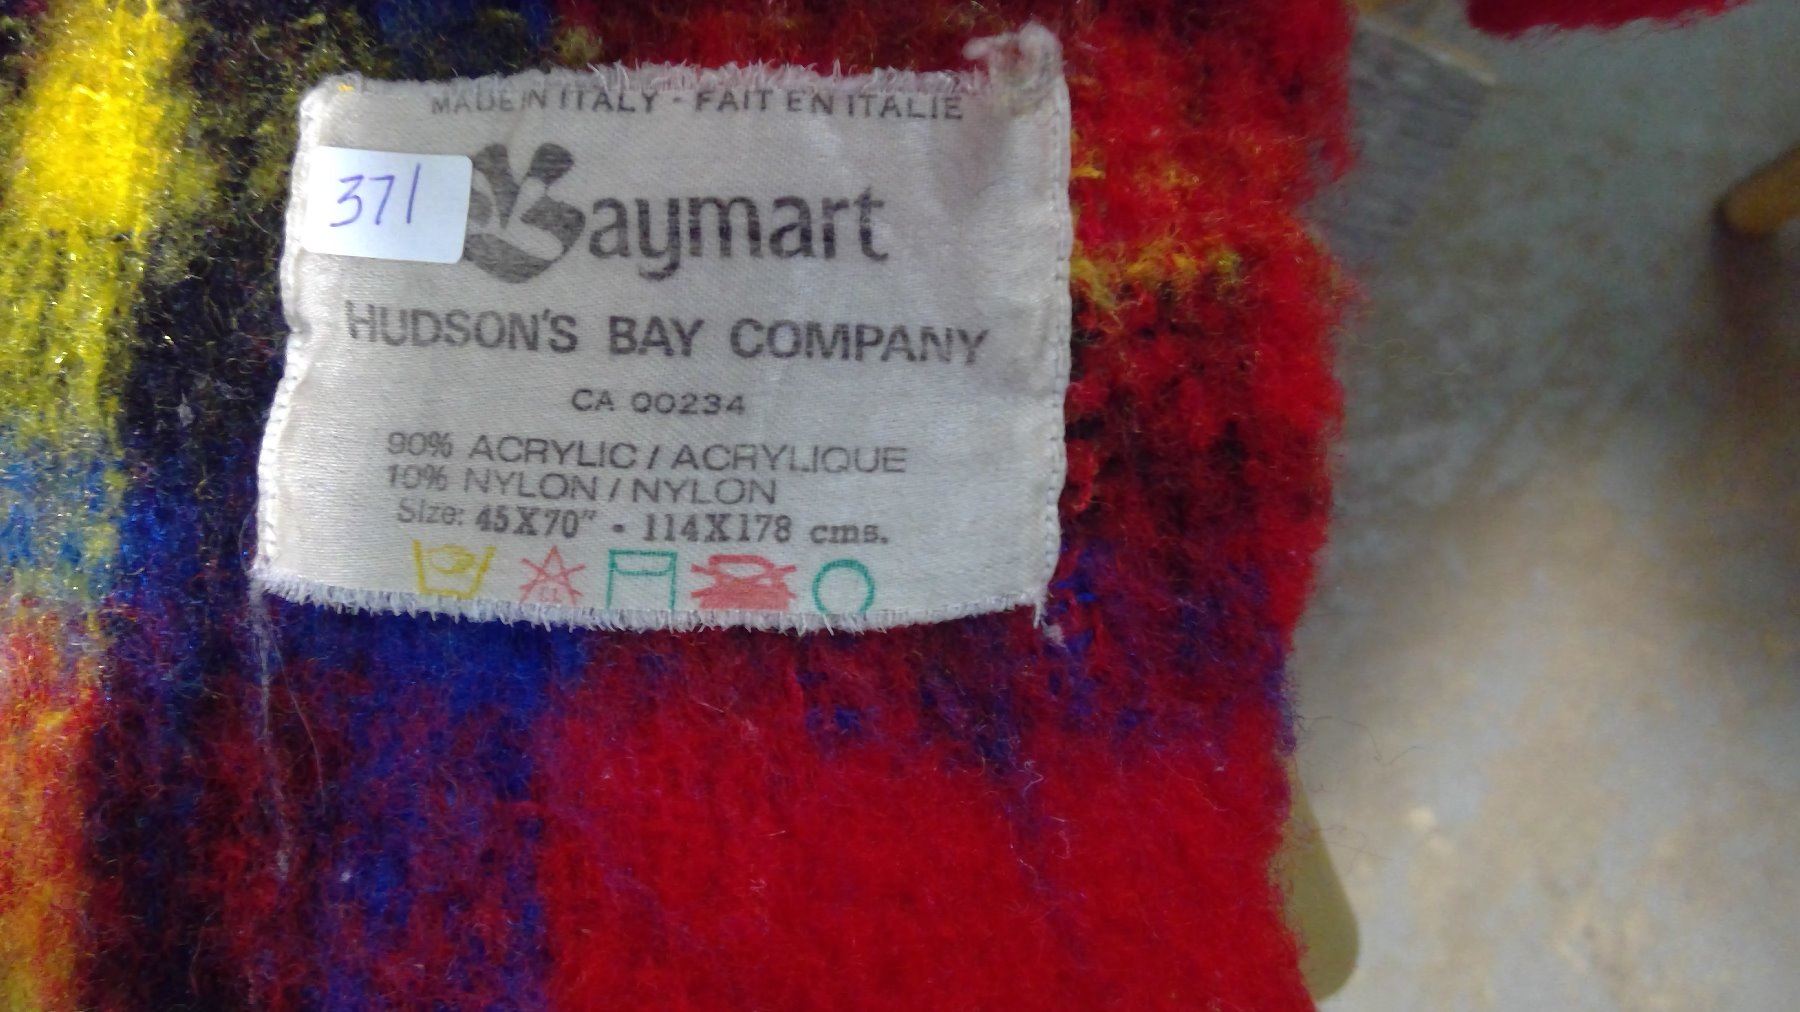 MADE IN ITALY - FAIT EN ITALIE
371
Baymart
HUDSON'S BAY COMPANY
CA 00234
90% ACRYLIC / ACRYLIQUE
10% NYLON / NYLON
Size: 45X70" - 114X178 cms.
CL